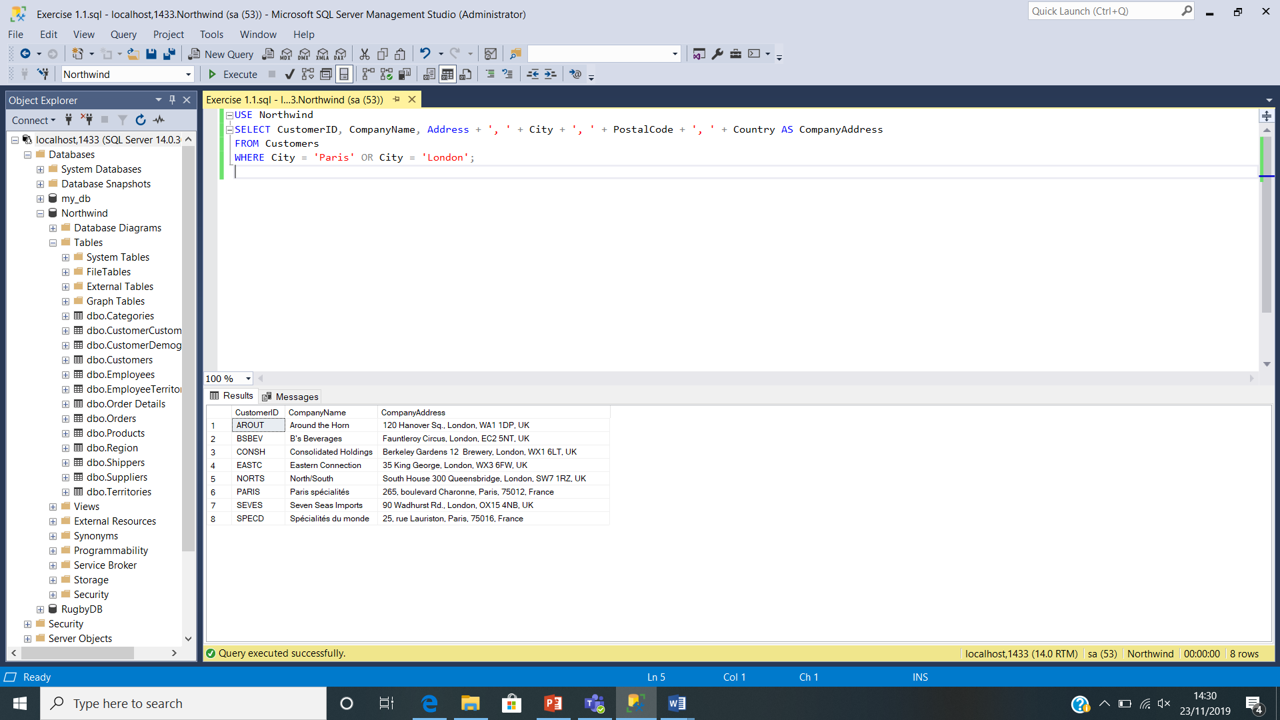 Exercise 1.1.sql - localhost,1433.Northwind (sa (53)) - Microsoft SQL Server Management Studio (Administrator)
Quick Launch (Ctrl+Q)
File Edit View Query Project Tools Window Help
New Query
MDX DMX XMLA DAX
Northwind Execute
Object Explorer
Connect
localhost,1433 (SQL Server 14.0.3
Databases
System Databases
Database Snapshots
my_db
Northwind
Database Diagrams
Tables
System Tables
FileTables
External Tables
Graph Tables
dbo.Categories
dbo.CustomerCustom
dbo.CustomerDemog
dbo.Customers
dbo.Employees
dbo.EmployeeTerrito
dbo.Order Details
dbo.Orders
dbo.Products
dbo.Region
dbo.Shippers
dbo.Suppliers
dbo.Territories
Views
External Resources
Synonyms
Programmability
Service Broker
Storage
Security
RugbyDB
Security
Server Objects
Exercise 1.1.sql - l...3.Northwind (sa (53))
USE Northwind
SELECT CustomerID, CompanyName, Address + ', ' + City + ', ' + PostalCode + ', ' + Country AS CompanyAddress
FROM Customers
WHERE City = 'Paris' OR City = 'London';
100 %
Results Messages
CustomerID CompanyName CompanyAddress
1 AROUT Around the Horn 120 Hanover Sq., London, WA1 1DP, UK
2 BSBEV B's Beverages Fauntleroy Circus, London, EC2 5NT, UK
3 CONSH Consolidated Holdings Berkeley Gardens 12 Brewery, London, WX1 6LT, UK
4 EASTC Eastern Connection 35 King George, London, WX3 6FW, UK
5 NORTS North/South South House 300 Queensbridge, London, SW7 1RZ, UK
6 PARIS Paris spécialités 265, boulevard Charonne, Paris, 75012, France
7 SEVES Seven Seas Imports 90 Wadhurst Rd., London, OX15 4NB, UK
8 SPECD Spécialités du monde 25, rue Lauriston, Paris, 75016, France
Query executed successfully. localhost,1433 (14.0 RTM) sa (53) Northwind 00:00:00 8 rows
Ready Ln 5 Col 1 Ch 1 INS
Type here to search
14:30
23/11/2019
4